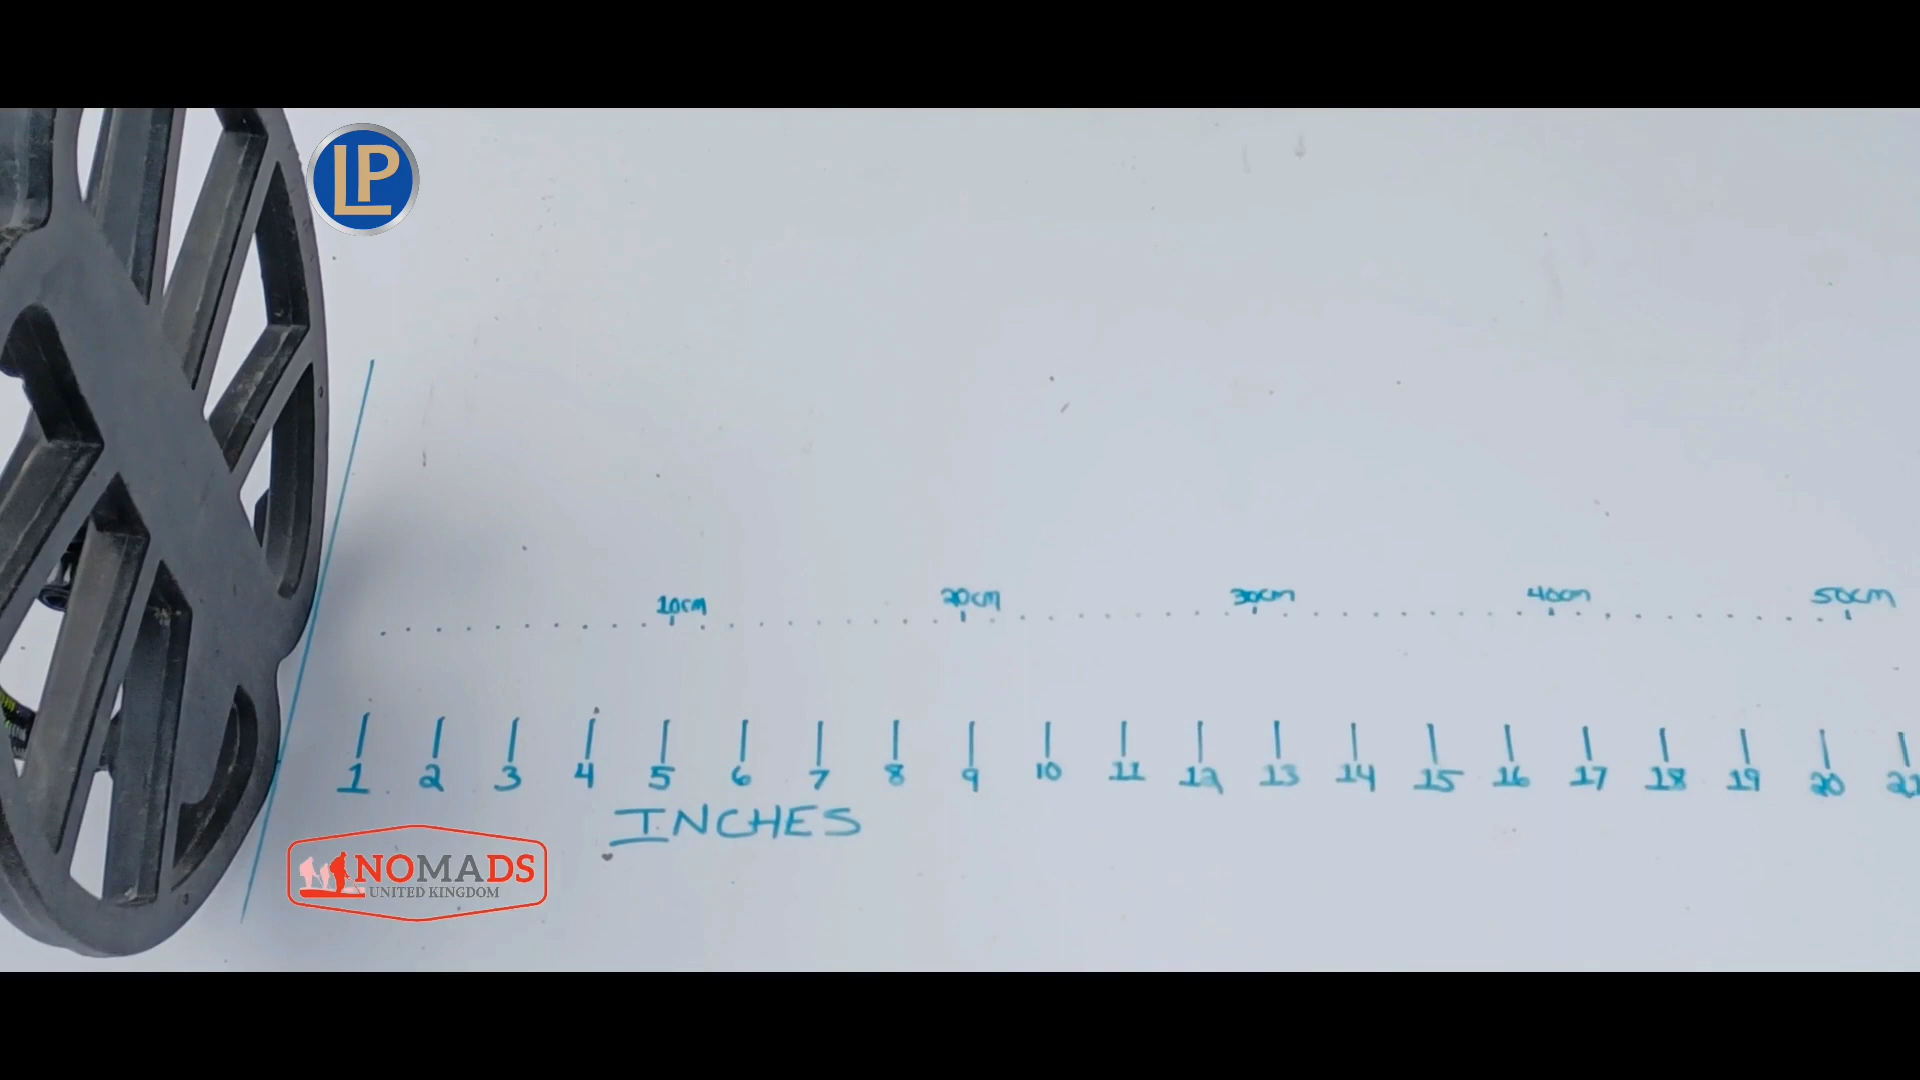 LP
10cm 20cm 30cm 40cm 50cm
1 2 3 4 5 6 7 8 9 10 11 12 13 14 15 16 17 18 19 20 21
INCHES
NOMADS
UNITED KINGDOM